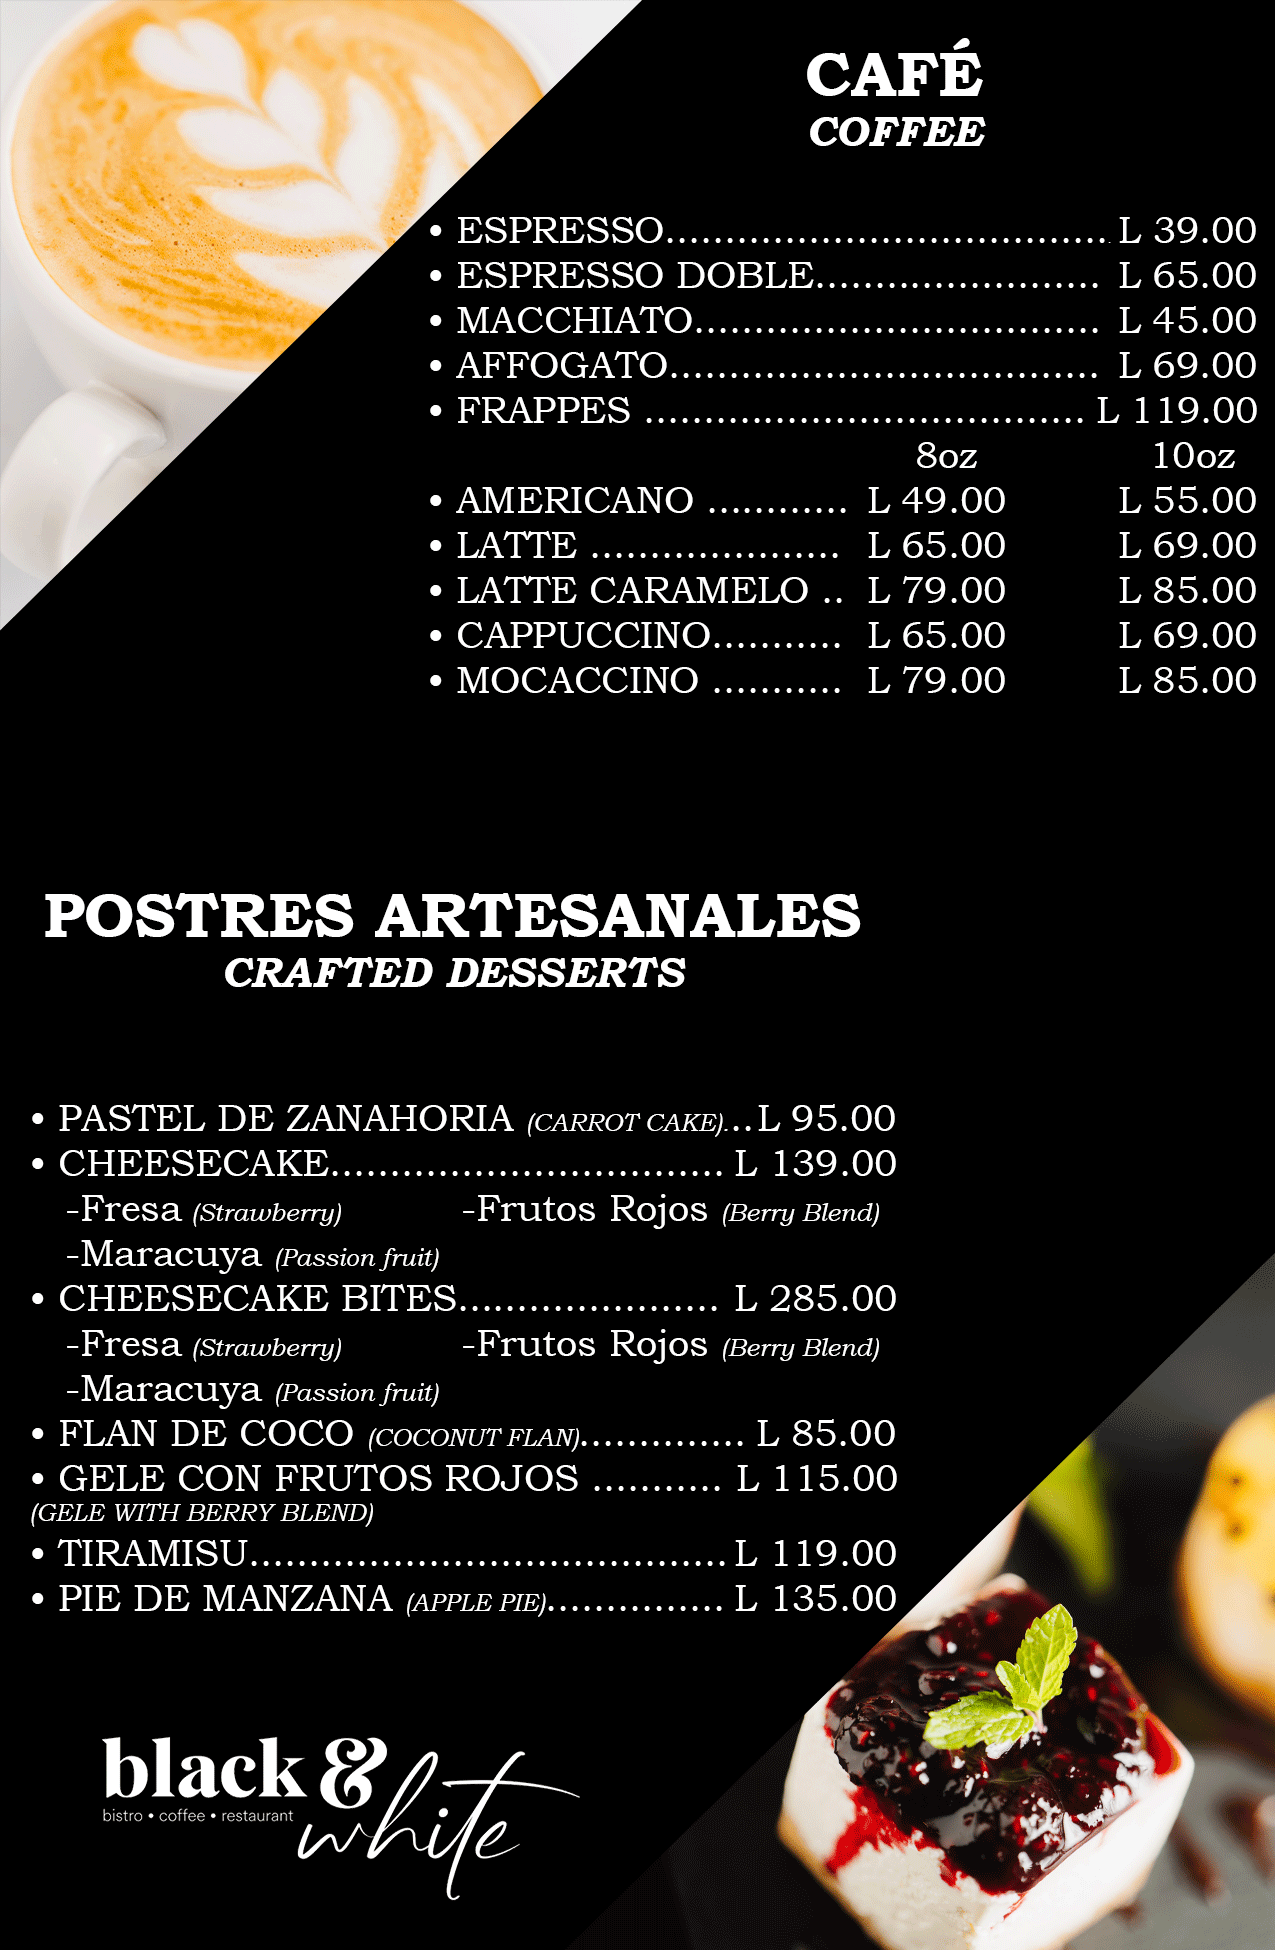 CAFÉ
COFFEE
• ESPRESSO..................................... L 39.00
• ESPRESSO DOBLE........................ L 65.00
• MACCHIATO.................................. L 45.00
• AFFOGATO.................................... L 69.00
• FRAPPES ..................................... L 119.00
8oz 10oz
• AMERICANO ............ L 49.00 L 55.00
• LATTE ..................... L 65.00 L 69.00
• LATTE CARAMELO .. L 79.00 L 85.00
• CAPPUCCINO........... L 65.00 L 69.00
• MOCACCINO ........... L 79.00 L 85.00
POSTRES ARTESANALES
CRAFTED DESSERTS
• PASTEL DE ZANAHORIA (CARROT CAKE)...L 95.00
• CHEESECAKE................................. L 139.00
-Fresa (Strawberry) -Frutos Rojos (Berry Blend)
-Maracuya (Passion fruit)
• CHEESECAKE BITES...................... L 285.00
-Fresa (Strawberry) -Frutos Rojos (Berry Blend)
-Maracuya (Passion fruit)
• FLAN DE COCO (COCONUT FLAN).............. L 85.00
• GELE CON FRUTOS ROJOS ........... L 115.00
(GELE WITH BERRY BLEND)
• TIRAMISU........................................ L 119.00
• PIE DE MANZANA (APPLE PIE)............... L 135.00
black &
bistro • coffee • restaurant
white